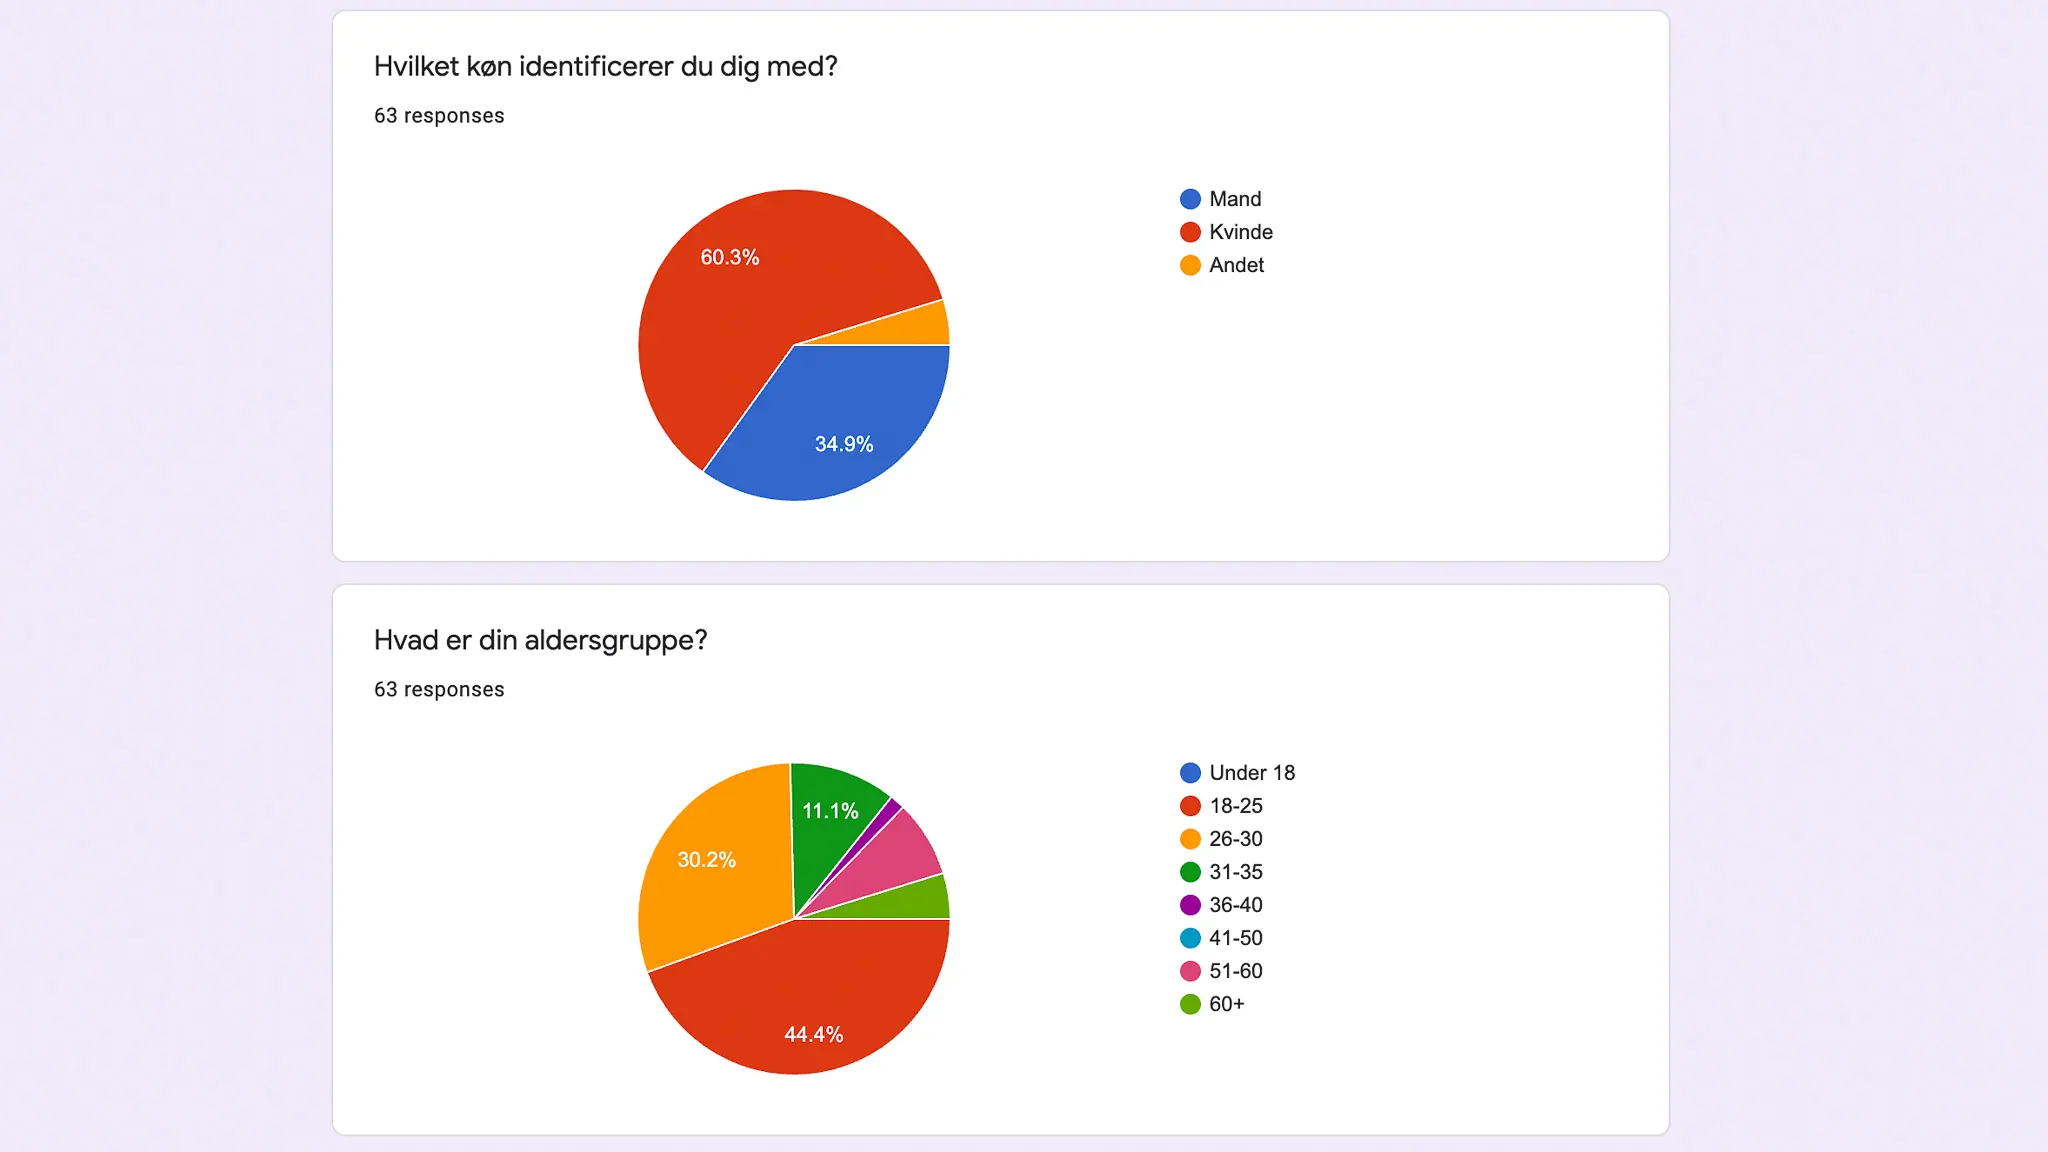 Hvilket køn identificerer du dig med?
63 responses
60.3%
34.9%
Mand
Kvinde
Andet
Hvad er din aldersgruppe?
63 responses
11.1%
30.2%
44.4%
Under 18
18-25
26-30
31-35
36-40
41-50
51-60
60+